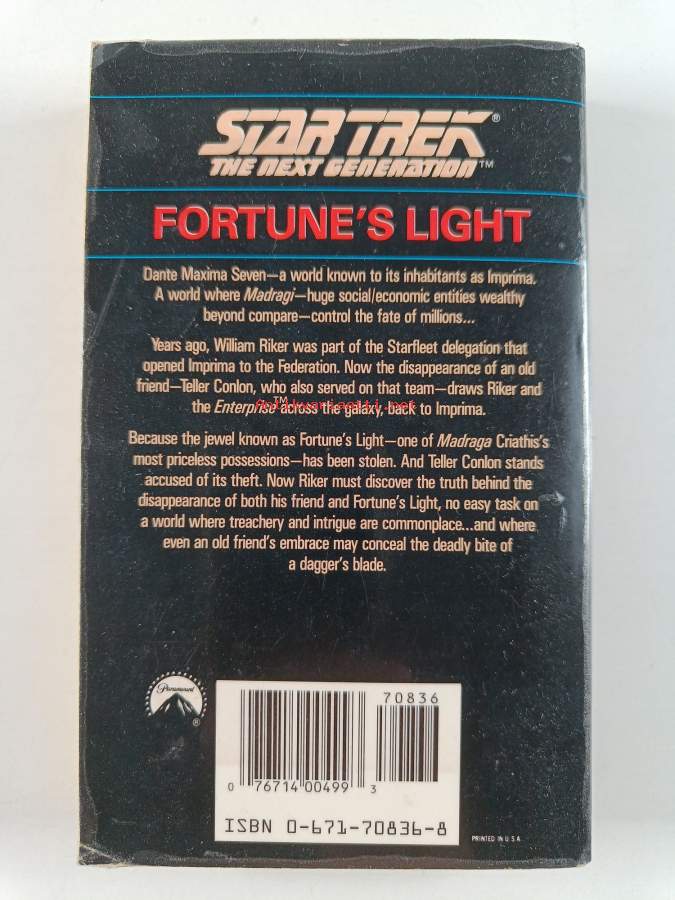 STAR TREK®
THE NEXT GENERATION™
FORTUNE'S LIGHT
Dante Maxima Seven—a world known to its inhabitants as Imprima.
A world where Madragi—huge social/economic entities wealthy
beyond compare—control the fate of millions...
Years ago, William Riker was part of the Starfleet delegation that
opened Imprima to the Federation. Now the disappearance of an old
friend—Teller Conlon, who also served on that team—draws Riker and
the Enterprise™ across the galaxy, back to Imprima.
Because the jewel known as Fortune's Light—one of Madraga Criathis's
most priceless possessions—has been stolen. And Teller Conlon stands
accused of its theft. Now Riker must discover the truth behind the
disappearance of both his friend and Fortune's Light, no easy task on
a world where treachery and intrigue are commonplace...and where
even an old friend's embrace may conceal the deadly bite of
a dagger's blade.
Paramount
®
70836
0 76714 00499 3
ISBN 0-671-70836-8
PRINTED IN U S A